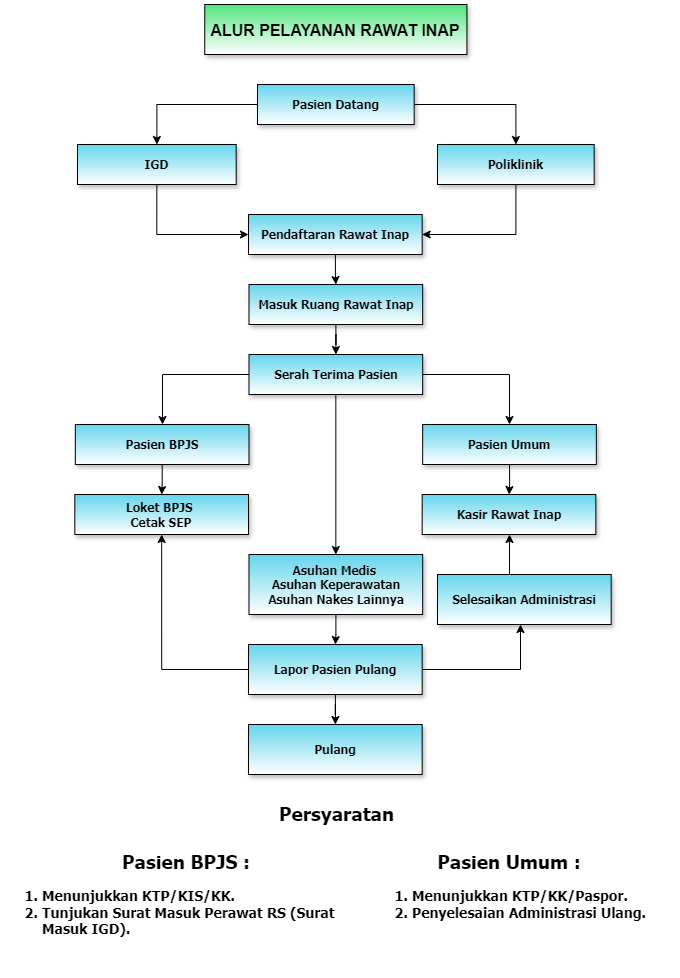 ALUR PELAYANAN RAWAT INAP
Pasien Datang
IGD
Poliklinik
Pendaftaran Rawat Inap
Masuk Ruang Rawat Inap
Serah Terima Pasien
Pasien BPJS
Pasien Umum
Loket BPJS
Cetak SEP
Kasir Rawat Inap
Asuhan Medis
Asuhan Keperawatan
Asuhan Nakes Lainnya
Selesaikan Administrasi
Lapor Pasien Pulang
Pulang
Persyaratan
Pasien BPJS :
1. Menunjukkan KTP/KIS/KK.
2. Tunjukan Surat Masuk Perawat RS (Surat
Masuk IGD).
Pasien Umum :
1. Menunjukkan KTP/KK/Paspor.
2. Penyelesaian Administrasi Ulang.